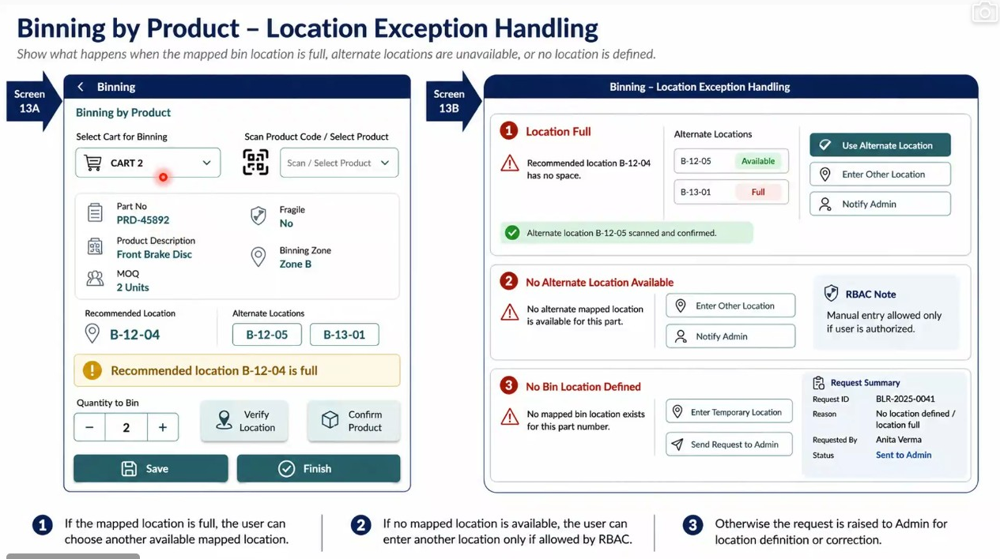 Binning by Product – Location Exception Handling
Show what happens when the mapped bin location is full, alternate locations are unavailable, or no location is defined.
Screen
13A
Binning
Binning by Product
Select Cart for Binning
CART 2
Scan Product Code / Select Product
Scan / Select Product
Part No
PRD-45892
Fragile
No
Product Description
Front Brake Disc
Binning Zone
Zone B
MOQ
2 Units
Recommended Location
B-12-04
Alternate Locations
B-12-05
B-13-01
Recommended location B-12-04 is full
Quantity to Bin
− 2 +
Verify
Location
Confirm
Product
Save
Finish
Screen
13B
Binning – Location Exception Handling
1 Location Full
Recommended location B-12-04
has no space.
Alternate Locations
B-12-05 Available
B-13-01 Full
Use Alternate Location
Enter Other Location
Notify Admin
Alternate location B-12-05 scanned and confirmed.
2 No Alternate Location Available
No alternate mapped location
is available for this part.
Enter Other Location
Notify Admin
RBAC Note
Manual entry allowed only
if user is authorized.
3 No Bin Location Defined
No mapped bin location exists
for this part number.
Enter Temporary Location
Send Request to Admin
Request Summary
Request ID BLR-2025-0041
Reason No location defined /
location full
Requested By Anita Verma
Status Sent to Admin
1 If the mapped location is full, the user can
choose another available mapped location.
2 If no mapped location is available, the user can
enter another location only if allowed by RBAC.
3 Otherwise the request is raised to Admin for
location definition or correction.